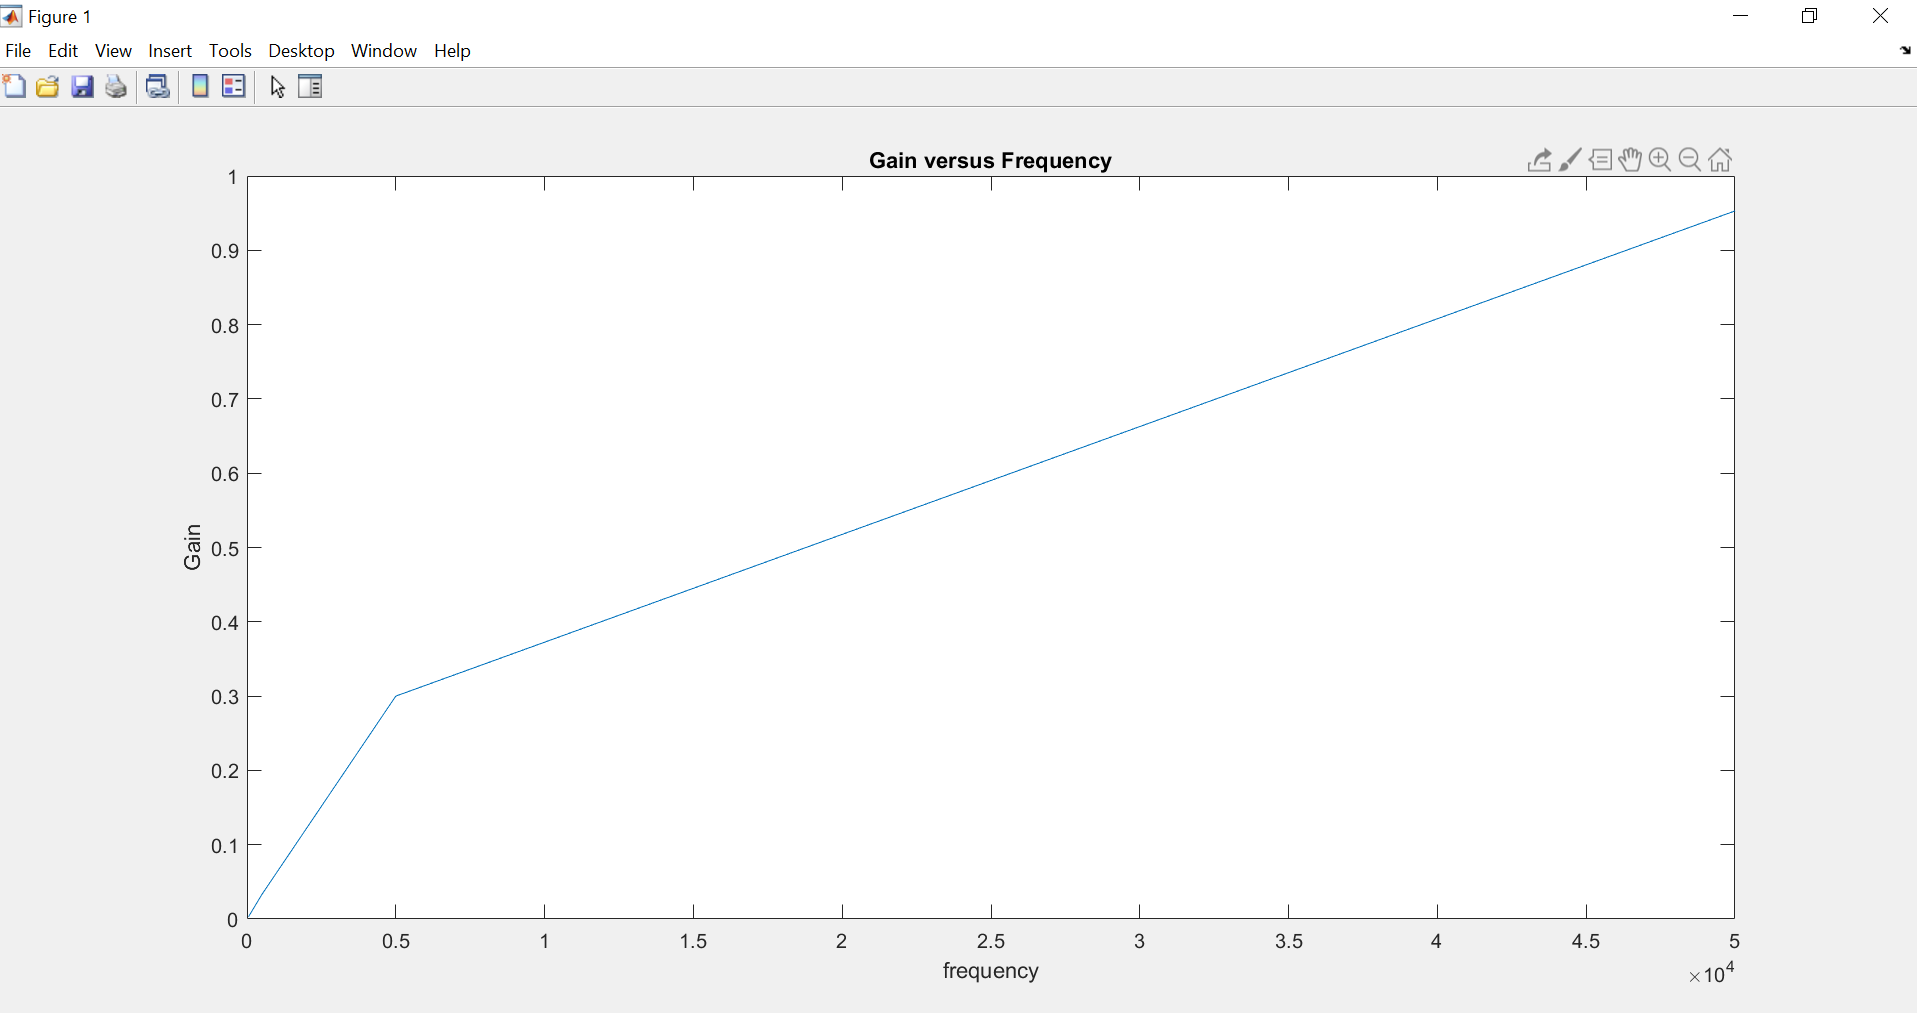 Figure 1
File Edit View Insert Tools Desktop Window Help
Gain versus Frequency
1
0.9
0.8
0.7
0.6
0.5
0.4
0.3
0.2
0.1
0
Gain
0 0.5 1 1.5 2 2.5 3 3.5 4 4.5 5
frequency
×10⁴